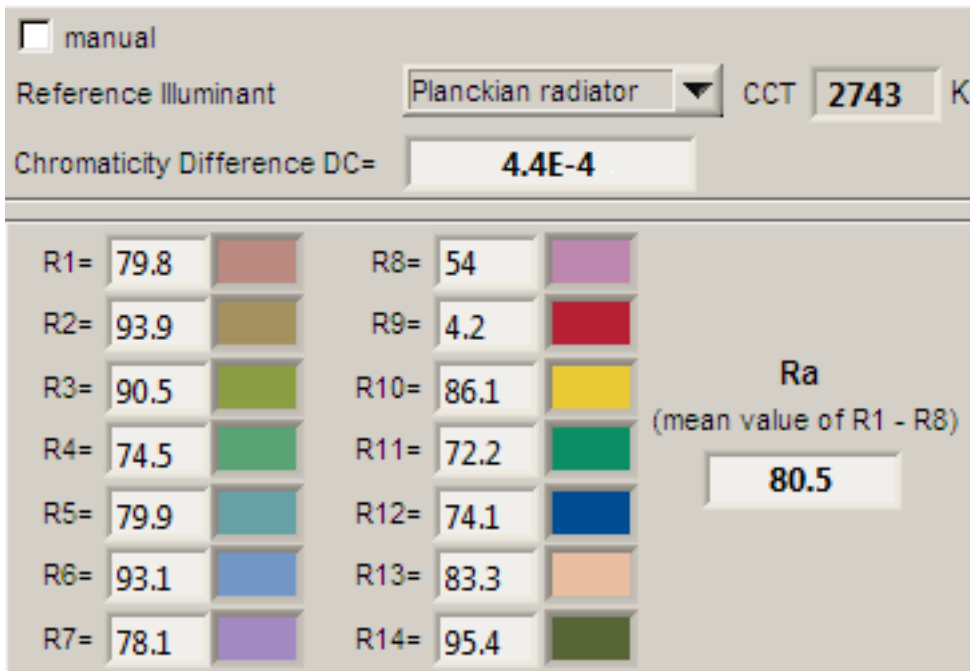 manual
Reference Illuminant Planckian radiator CCT 2743 K
Chromaticity Difference DC= 4.4E-4
R1= 79.8 R8= 54
R2= 93.9 R9= 4.2
R3= 90.5 R10= 86.1
Ra
(mean value of R1 - R8)
R4= 74.5 R11= 72.2
80.5
R5= 79.9 R12= 74.1
R6= 93.1 R13= 83.3
R7= 78.1 R14= 95.4